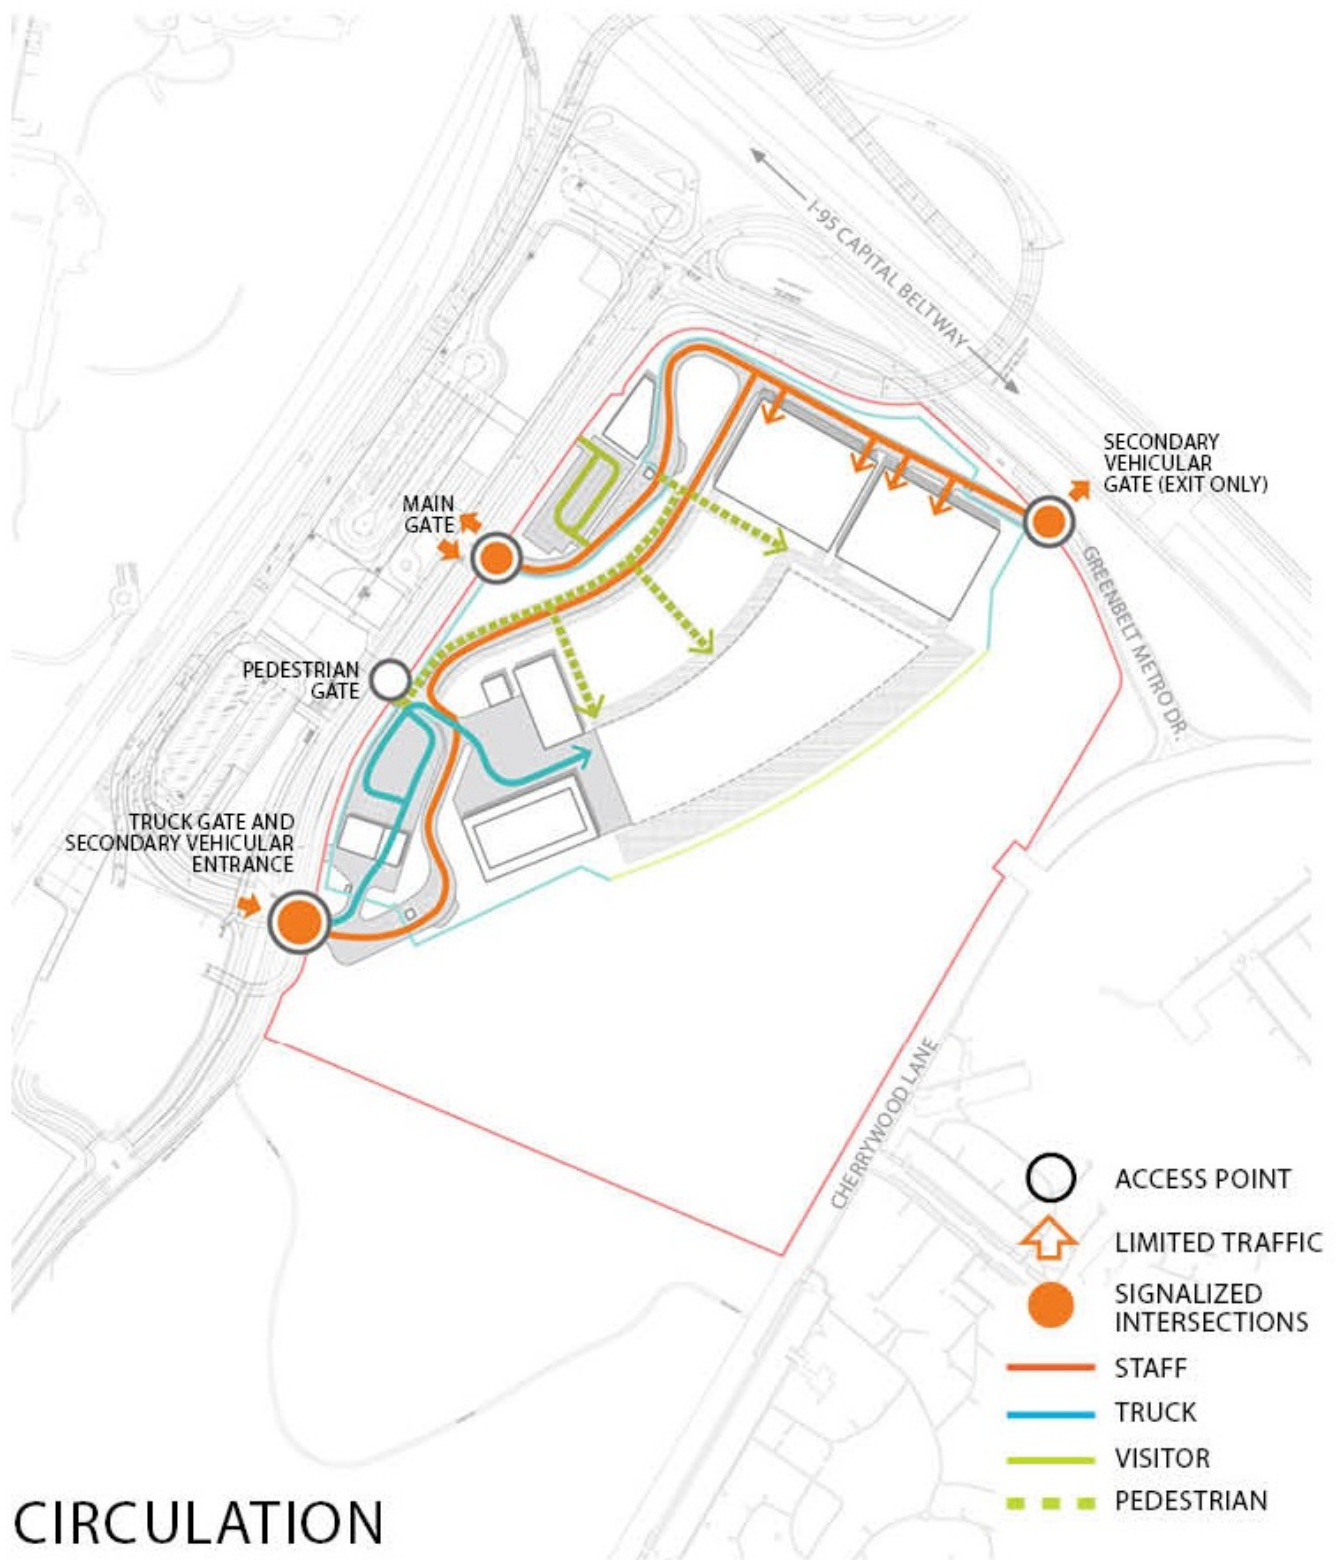 I-95 CAPITAL BELTWAY
SECONDARY
VEHICULAR
GATE (EXIT ONLY)
MAIN
GATE
GREENBELT METRO DR.
PEDESTRIAN
GATE
TRUCK GATE AND
SECONDARY VEHICULAR
ENTRANCE
CHERRYWOOD LANE
ACCESS POINT
LIMITED TRAFFIC
SIGNALIZED
INTERSECTIONS
STAFF
TRUCK
VISITOR
PEDESTRIAN
CIRCULATION